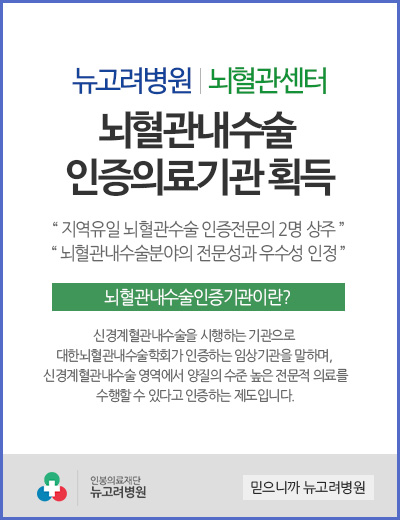 뉴고려병원 | 뇌혈관센터
뇌혈관내수술
인증의료기관 획득
“ 지역유일 뇌혈관수술 인증전문의 2명 상주 ”
“ 뇌혈관내수술분야의 전문성과 우수성 인정 ”
뇌혈관내수술인증기관이란?
신경계혈관내수술을 시행하는 기관으로
대한뇌혈관내수술학회가 인증하는 임상기관을 말하며,
신경계혈관내수술 영역에서 양질의 수준 높은 전문적 의료를
수행할 수 있다고 인증하는 제도입니다.
인봉의료재단
뉴고려병원
믿으니까 뉴고려병원